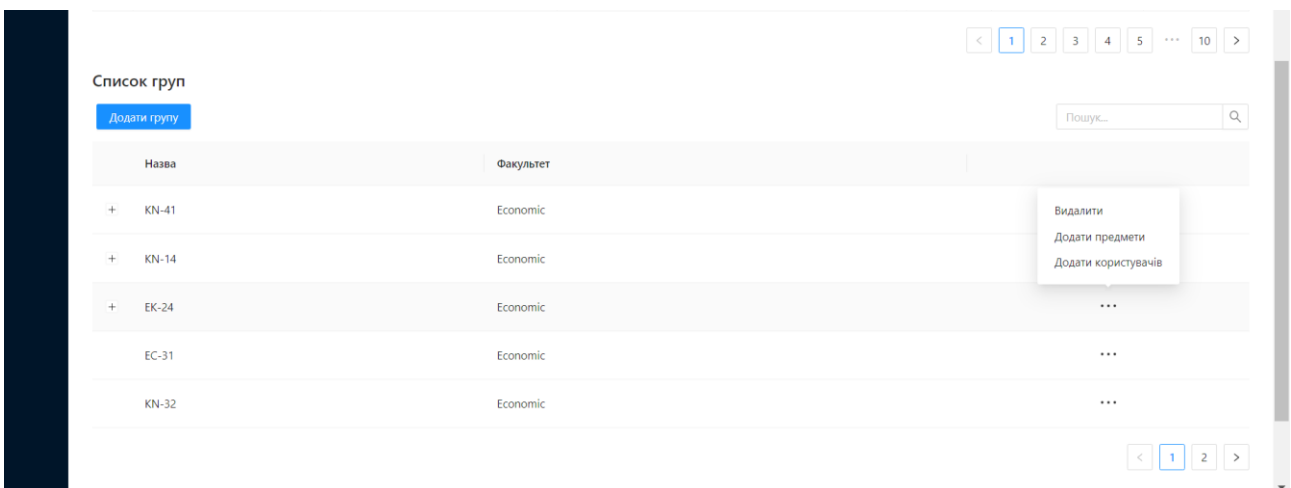 < 1 2 3 4 5 ••• 10 >
Список груп
Додати групу
Пошук...
Назва Факультет
+ KN-41 Economic
Видалити
Додати предмети
+ KN-14 Economic
Додати користувачів
+ EK-24 Economic •••
EC-31 Economic •••
KN-32 Economic •••
< 1 2 >